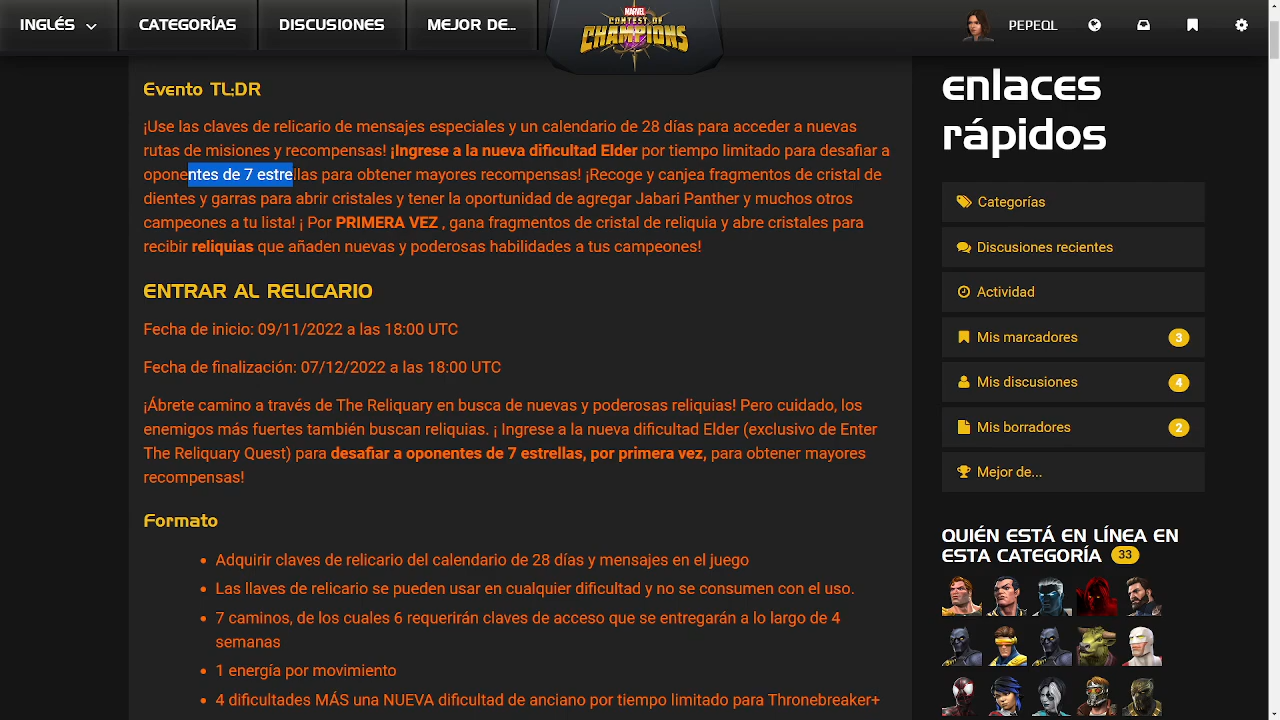 INGLÉS
CATEGORÍAS
DISCUSIONES
MEJOR DE...
MARVEL
CONTEST OF
CHAMPIONS
PEPEQL
Evento TL;DR
¡Use las claves de relicario de mensajes especiales y un calendario de 28 días para acceder a nuevas
rutas de misiones y recompensas! ¡Ingrese a la nueva dificultad Elder por tiempo limitado para desafiar a
oponentes de 7 estrellas para obtener mayores recompensas! ¡Recoge y canjea fragmentos de cristal de
dientes y garras para abrir cristales y tener la oportunidad de agregar Jabari Panther y muchos otros
campeones a tu lista! ¡ Por PRIMERA VEZ , gana fragmentos de cristal de reliquia y abre cristales para
recibir reliquias que añaden nuevas y poderosas habilidades a tus campeones!
ENTRAR AL RELICARIO
Fecha de inicio: 09/11/2022 a las 18:00 UTC
Fecha de finalización: 07/12/2022 a las 18:00 UTC
¡Ábrete camino a través de The Reliquary en busca de nuevas y poderosas reliquias! Pero cuidado, los
enemigos más fuertes también buscan reliquias. ¡ Ingrese a la nueva dificultad Elder (exclusivo de Enter
The Reliquary Quest) para desafiar a oponentes de 7 estrellas, por primera vez, para obtener mayores
recompensas!
Formato
Adquirir claves de relicario del calendario de 28 días y mensajes en el juego
Las llaves de relicario se pueden usar en cualquier dificultad y no se consumen con el uso.
7 caminos, de los cuales 6 requerirán claves de acceso que se entregarán a lo largo de 4
semanas
1 energía por movimiento
4 dificultades MÁS una NUEVA dificultad de anciano por tiempo limitado para Thronebreaker+
enlaces
rápidos
Categorías
Discusiones recientes
Actividad
Mis marcadores 3
Mis discusiones 4
Mis borradores 2
Mejor de...
QUIÉN ESTÁ EN LÍNEA EN
ESTA CATEGORÍA 33